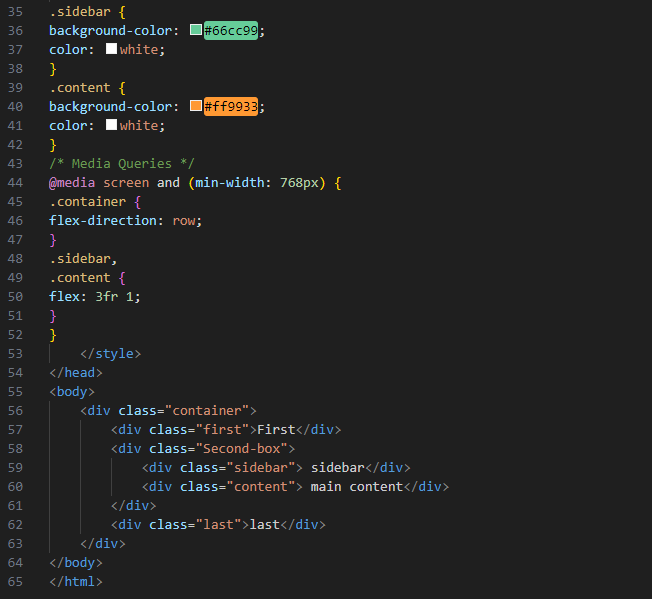 35 .sidebar {
36 background-color: #66cc99;
37 color: white;
38 }
39 .content {
40 background-color: #ff9933;
41 color: white;
42 }
43 /* Media Queries */
44 @media screen and (min-width: 768px) {
45 .container {
46 flex-direction: row;
47 }
48 .sidebar,
49 .content {
50 flex: 3fr 1;
51 }
52 }
53 </style>
54 </head>
55 <body>
56 <div class="container">
57 <div class="first">First</div>
58 <div class="Second-box">
59 <div class="sidebar"> sidebar</div>
60 <div class="content"> main content</div>
61 </div>
62 <div class="last">last</div>
63 </div>
64 </body>
65 </html>